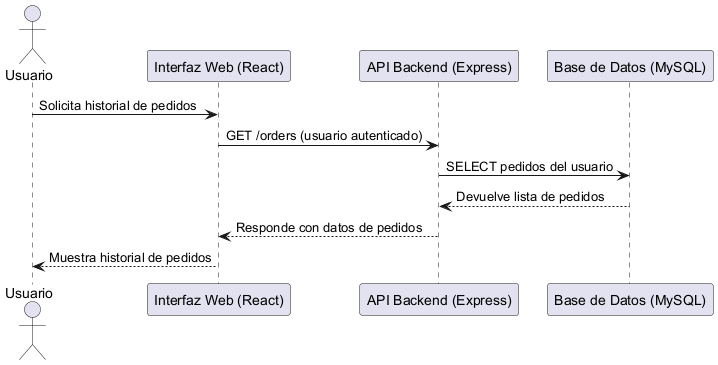 Usuario
Interfaz Web (React)
API Backend (Express)
Base de Datos (MySQL)
Solicita historial de pedidos
GET /orders (usuario autenticado)
SELECT pedidos del usuario
Devuelve lista de pedidos
Responde con datos de pedidos
Muestra historial de pedidos
Usuario
Interfaz Web (React)
API Backend (Express)
Base de Datos (MySQL)